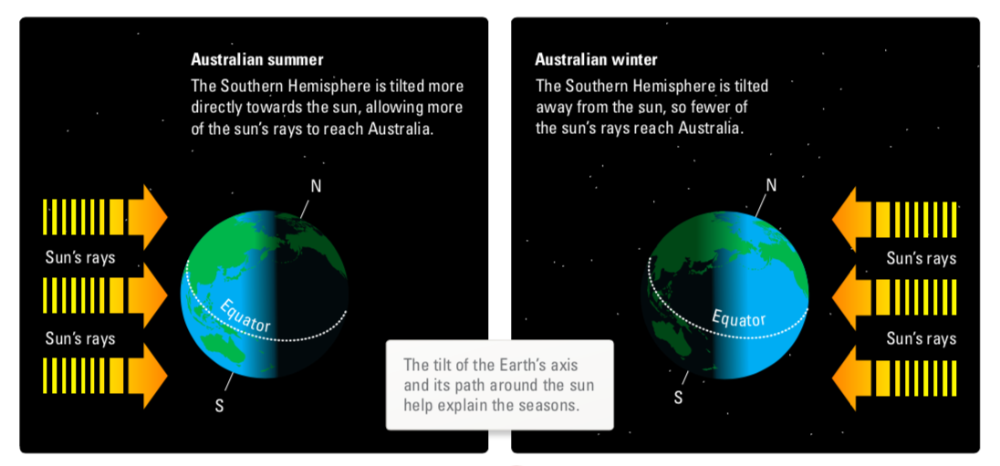 Australian summer
The Southern Hemisphere is tilted more
directly towards the sun, allowing more
of the sun's rays to reach Australia.
N
Sun's rays
Equator
Sun's rays
S
Australian winter
The Southern Hemisphere is tilted
away from the sun, so fewer of
the sun's rays reach Australia.
N
Sun's rays
Equator
Sun's rays
S
The tilt of the Earth's axis
and its path around the sun
help explain the seasons.